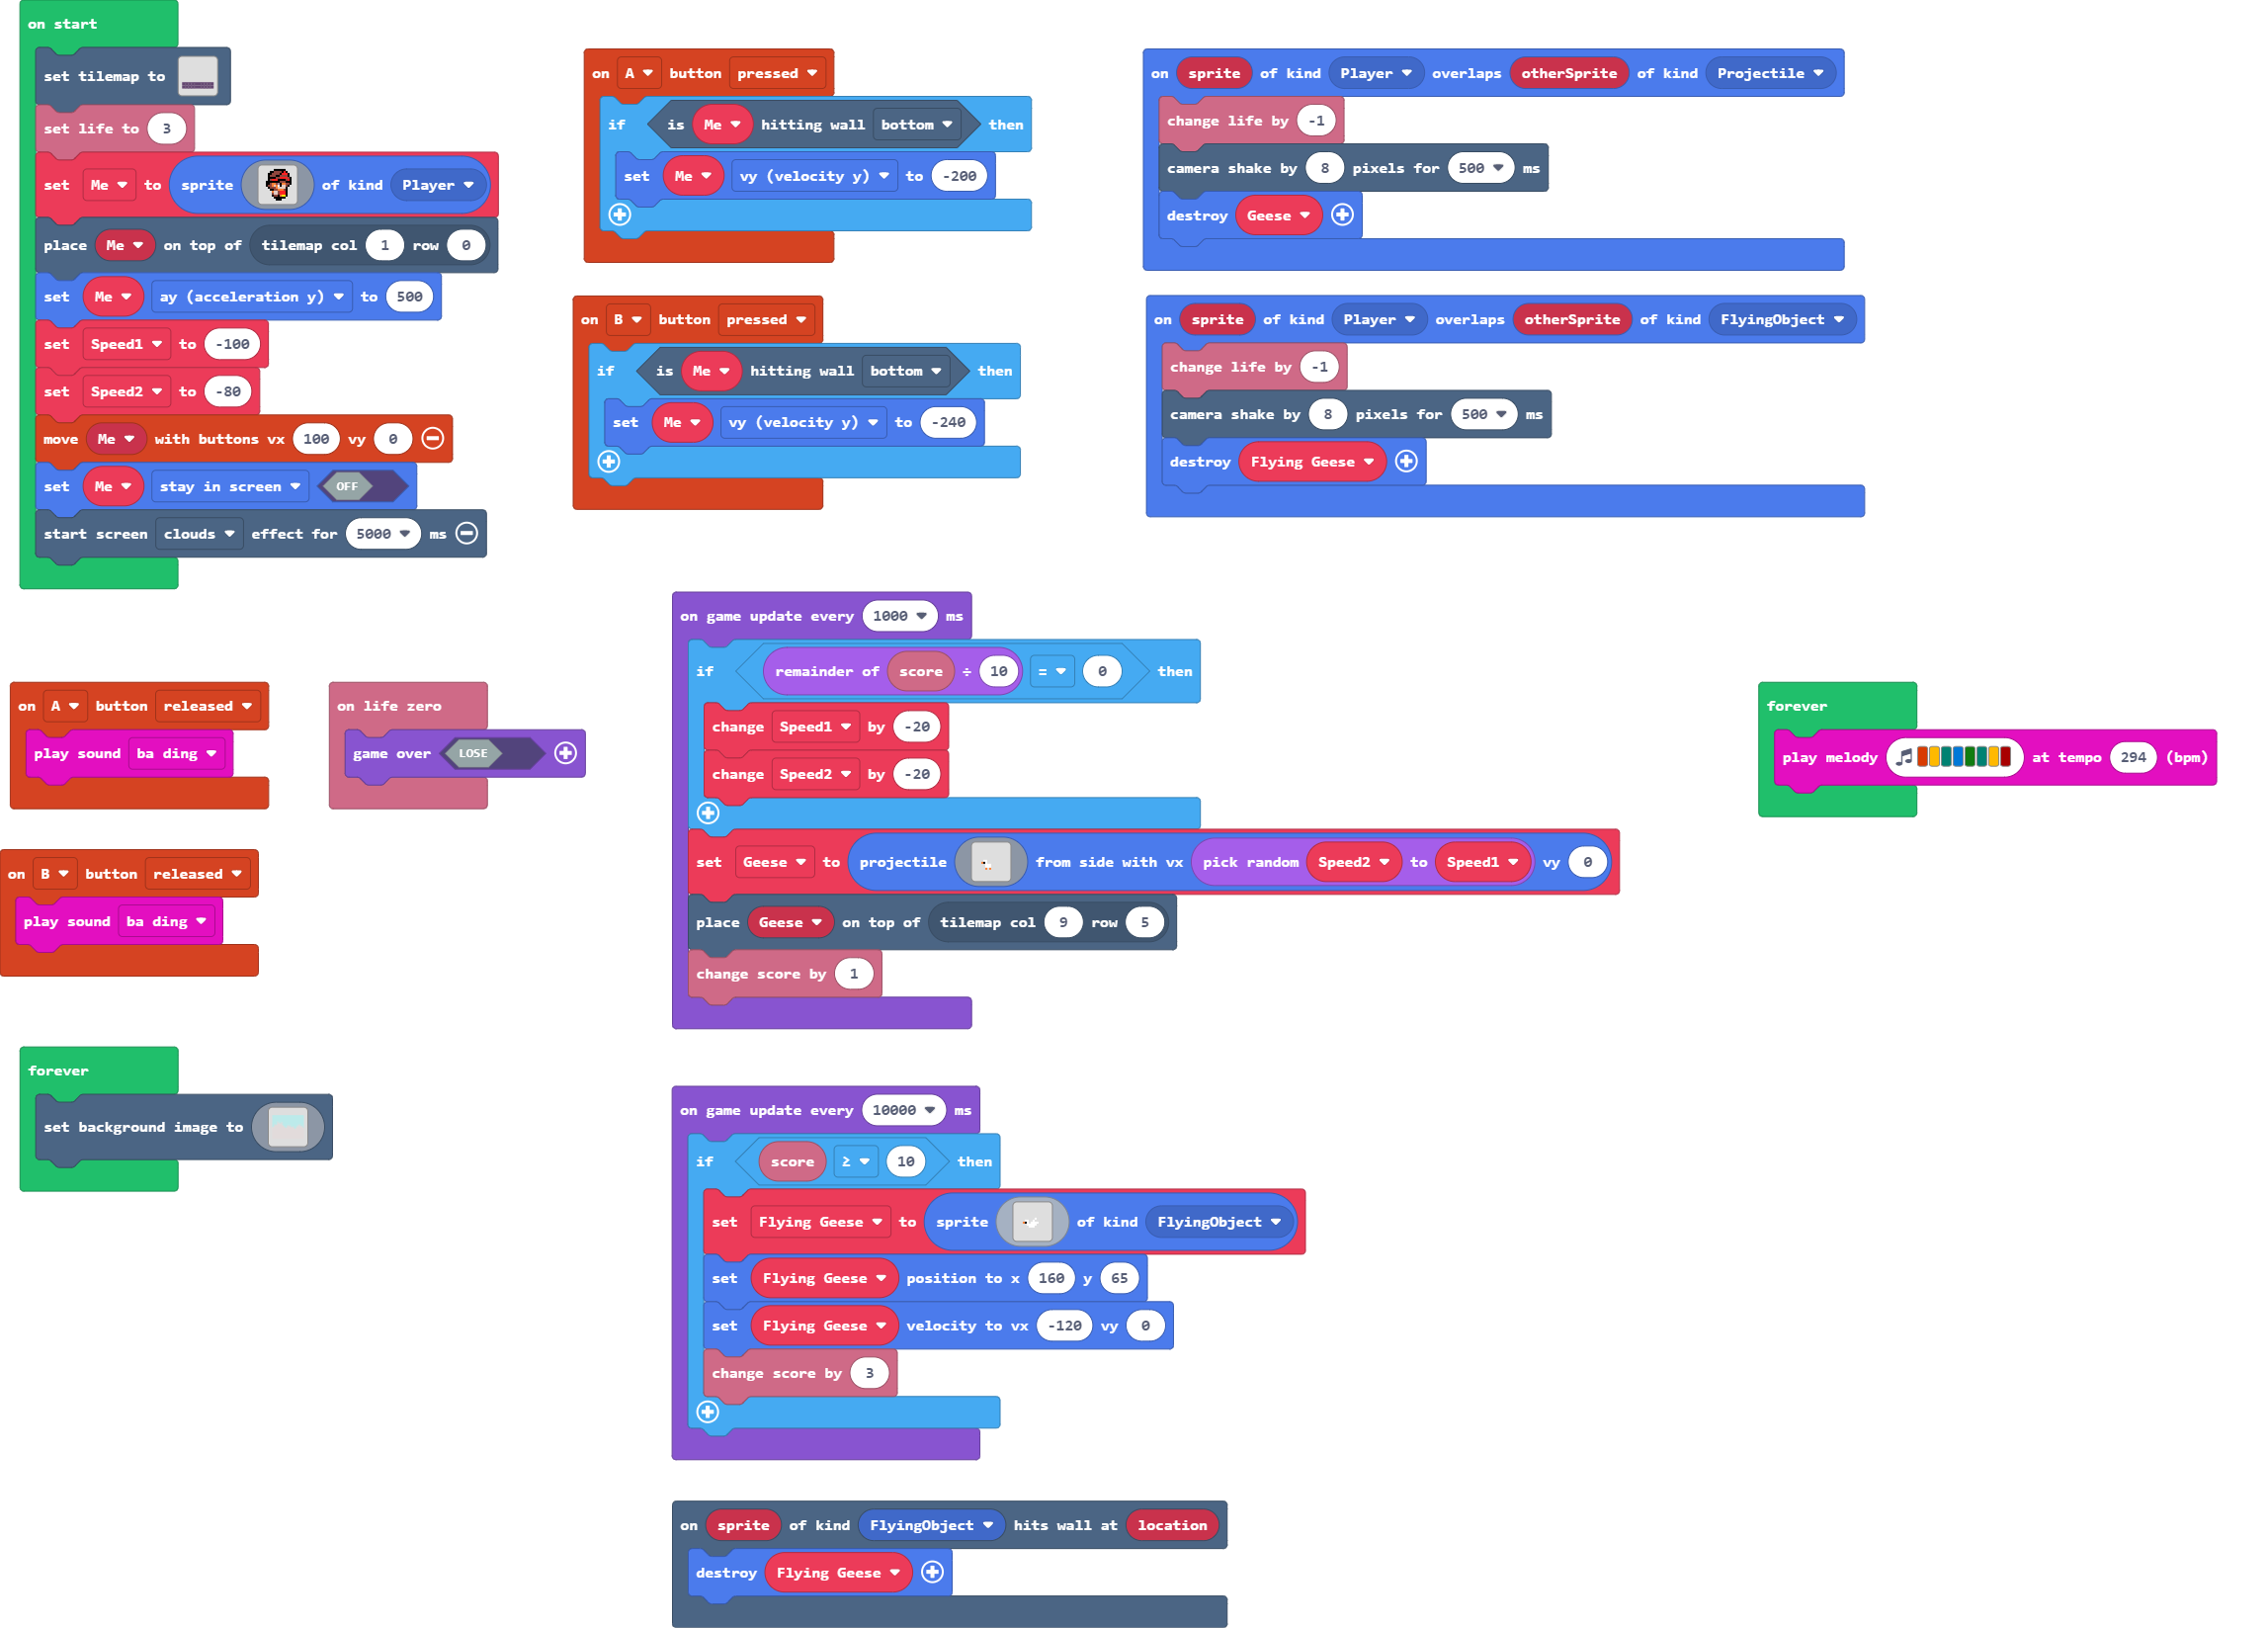 on start
set tilemap to
set life to 3
set Me to sprite of kind Player
place Me on top of tilemap col 1 row 0
set Me ay (acceleration y) to 500
set Speed1 to -100
set Speed2 to -80
move Me with buttons vx 100 vy 0
set Me stay in screen OFF
start screen clouds effect for 5000 ms
on A button pressed
if is Me hitting wall bottom then
set Me vy (velocity y) to -200
on B button pressed
if is Me hitting wall bottom then
set Me vy (velocity y) to -240
on sprite of kind Player overlaps otherSprite of kind Projectile
change life by -1
camera shake by 8 pixels for 500 ms
destroy Geese
on sprite of kind Player overlaps otherSprite of kind FlyingObject
change life by -1
camera shake by 8 pixels for 500 ms
destroy Flying Geese
on A button released
play sound ba ding
on life zero
game over LOSE
on B button released
play sound ba ding
forever
set background image to
on game update every 1000 ms
if remainder of score ÷ 10 = 0 then
change Speed1 by -20
change Speed2 by -20
set Geese to projectile from side with vx pick random Speed2 to Speed1 vy 0
place Geese on top of tilemap col 9 row 5
change score by 1
forever
play melody at tempo 294 (bpm)
on game update every 10000 ms
if score ≥ 10 then
set Flying Geese to sprite of kind FlyingObject
set Flying Geese position to x 160 y 65
set Flying Geese velocity to vx -120 vy 0
change score by 3
on sprite of kind FlyingObject hits wall at location
destroy Flying Geese